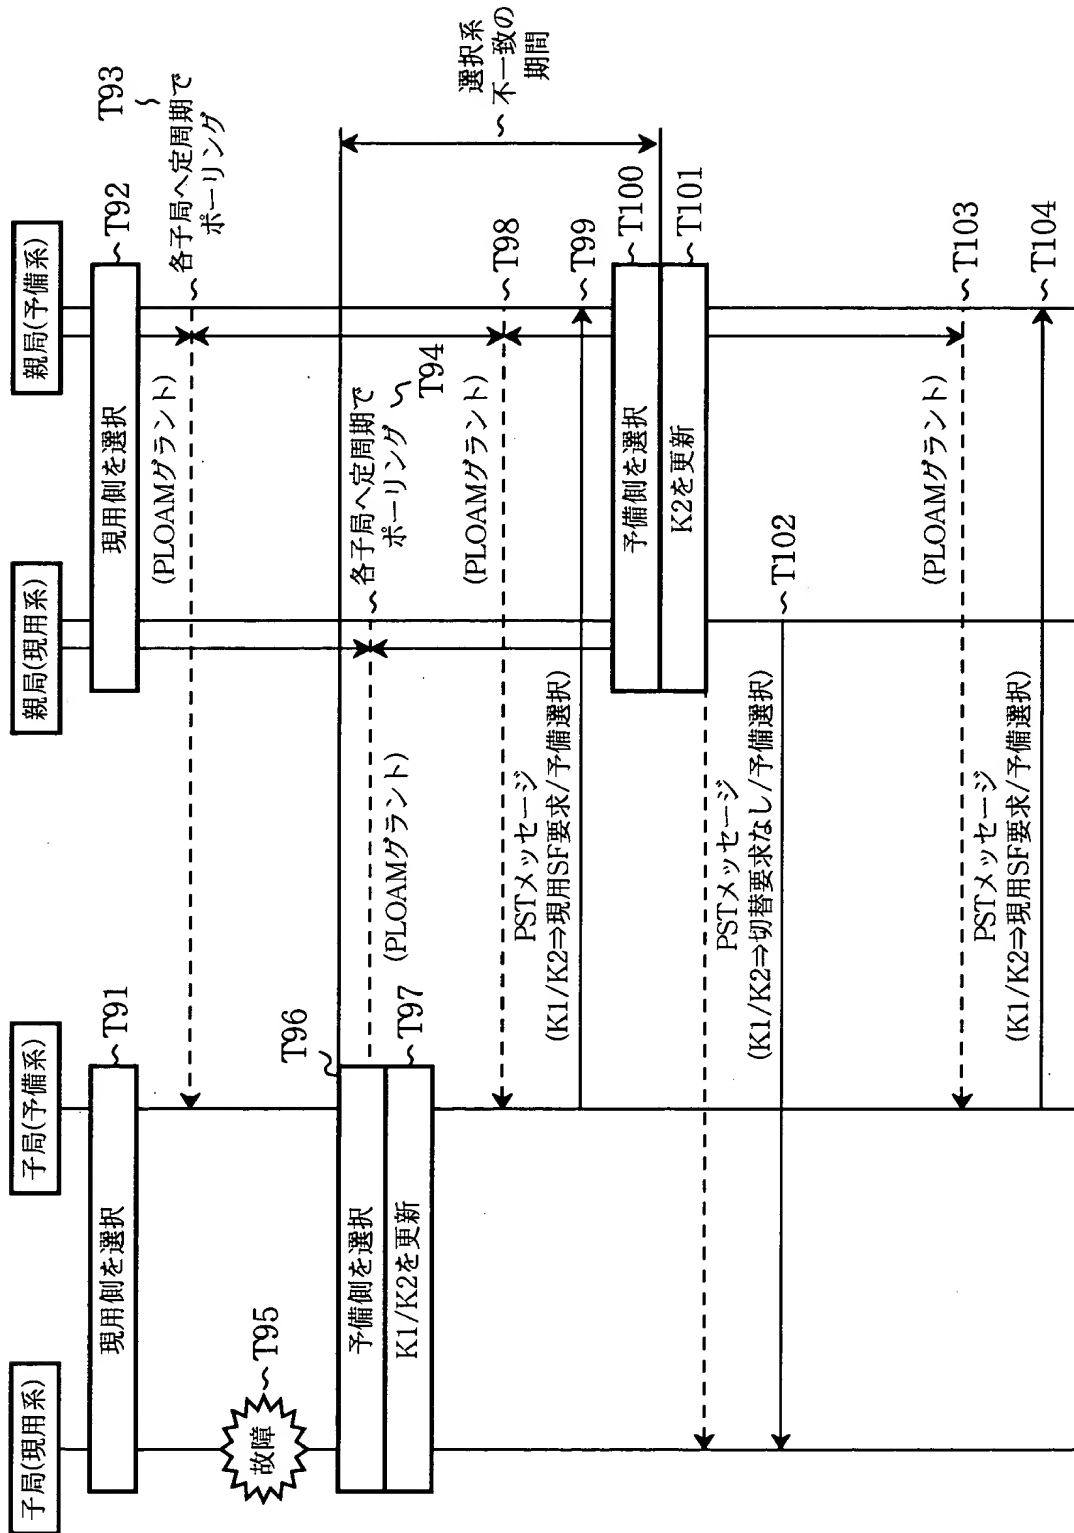 子局(現用系)
子局(予備系)
親局(現用系)
親局(予備系)
現用側を選択
T91
現用側を選択
T92
(PLOAMグラント)
T93
各子局へ定周期で
ポーリング
故障
T95
T96
予備側を選択
K1/K2を更新
T97
(PLOAMグラント)
各子局へ定周期で
ポーリング
T94
選択系
不一致の
期間
(PLOAMグラント)
T98
PSTメッセージ
(K1/K2⇒現用SF要求/予備選択)
T99
予備側を選択
T100
K2を更新
T101
PSTメッセージ
(K1/K2⇒切替要求なし/予備選択)
T102
(PLOAMグラント)
T103
PSTメッセージ
(K1/K2⇒現用SF要求/予備選択)
T104